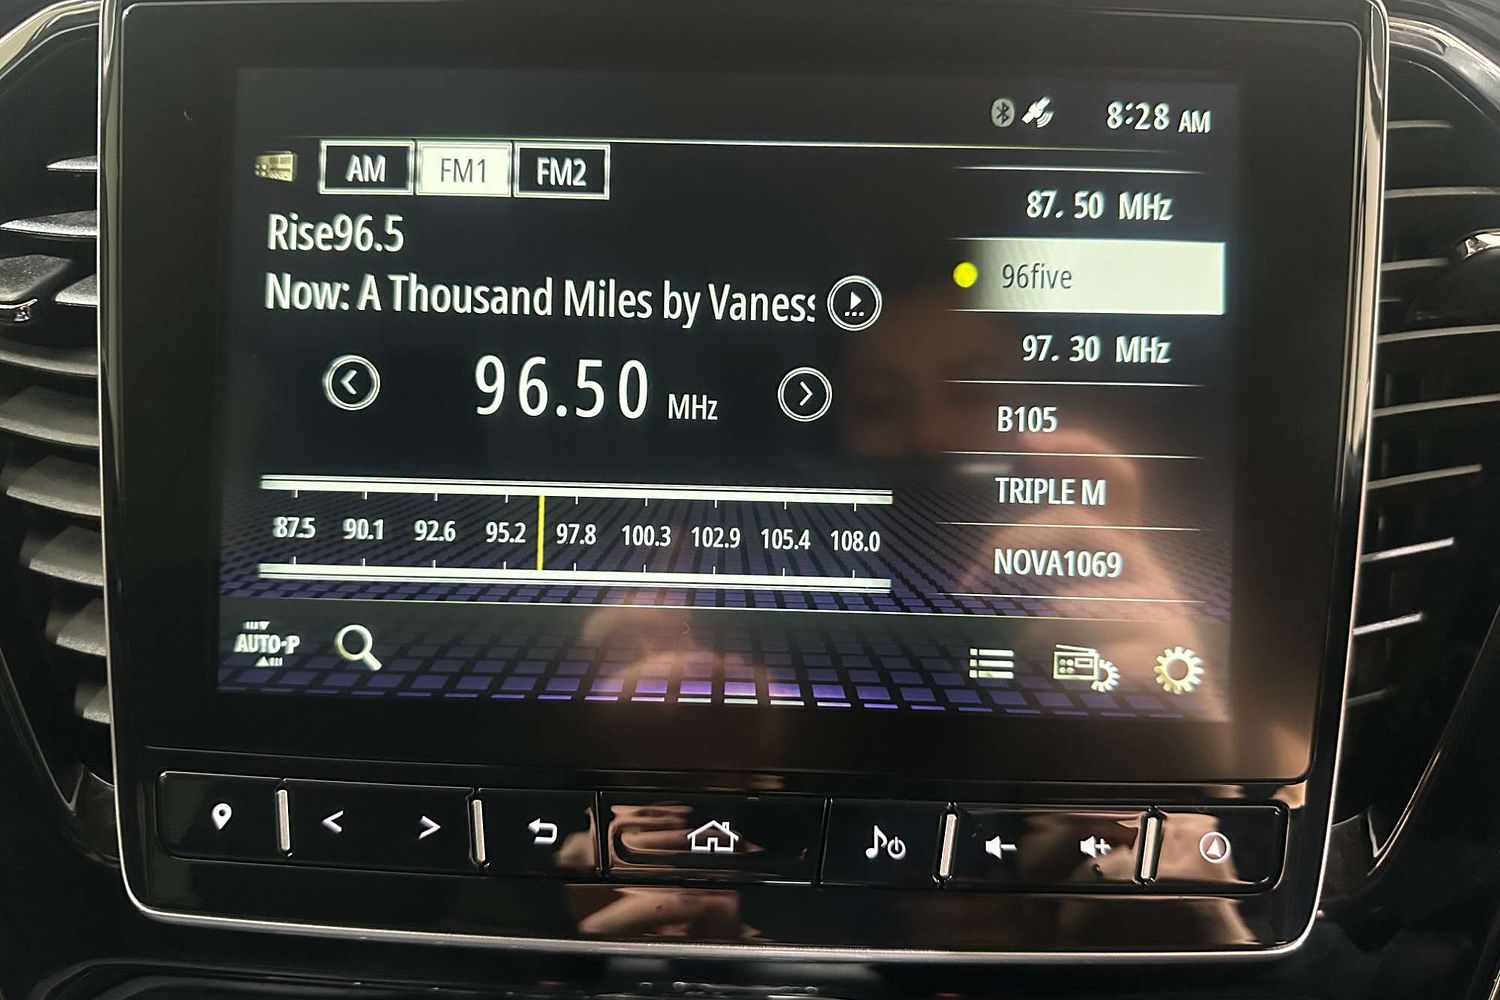 8:28 AM
AM FM1 FM2
Rise96.5
Now: A Thousand Miles by Vaness
96.50 MHz
87.5 90.1 92.6 95.2 97.8 100.3 102.9 105.4 108.0
AUTO-P
87.50 MHz
96five
97.30 MHz
B105
TRIPLE M
NOVA1069